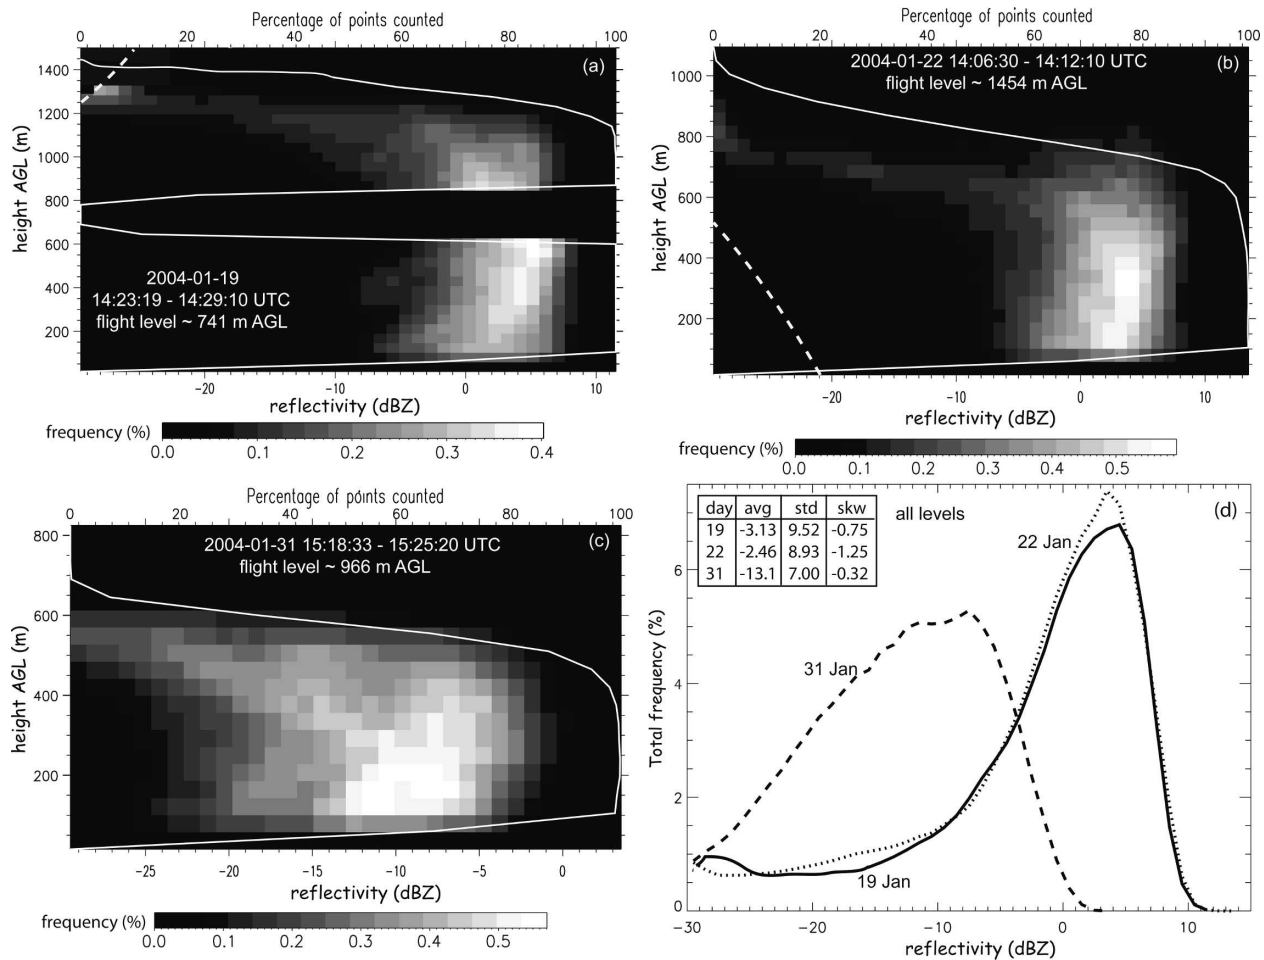 Percentage of points counted
0 20 40 60 80 100
(a)
height AGL (m)
1400
1200
1000
800
600
400
200
2004-01-19
14:23:19 - 14:29:10 UTC
flight level ~ 741 m AGL
-20 -10 0 10
reflectivity (dBZ)
frequency (%)
0.0 0.1 0.2 0.3 0.4
Percentage of points counted
0 20 40 60 80 100
2004-01-22 14:06:30 - 14:12:10 UTC
(b)
flight level ~ 1454 m AGL
height AGL (m)
1000
800
600
400
200
-20 -10 0 10
reflectivity (dBZ)
frequency (%)
0.0 0.1 0.2 0.3 0.4 0.5
Percentage of points counted
0 20 40 60 80 100
2004-01-31 15:18:33 - 15:25:20 UTC
(c)
flight level ~ 966 m AGL
height AGL (m)
800
600
400
200
-25 -20 -15 -10 -5 0
reflectivity (dBZ)
frequency (%)
0.0 0.1 0.2 0.3 0.4 0.5
day avg std skw
19 -3.13 9.52 -0.75
22 -2.46 8.93 -1.25
31 -13.1 7.00 -0.32
all levels
(d)
22 Jan
31 Jan
19 Jan
Total frequency (%)
6
4
2
0
-30 -20 -10 0 10
reflectivity (dBZ)